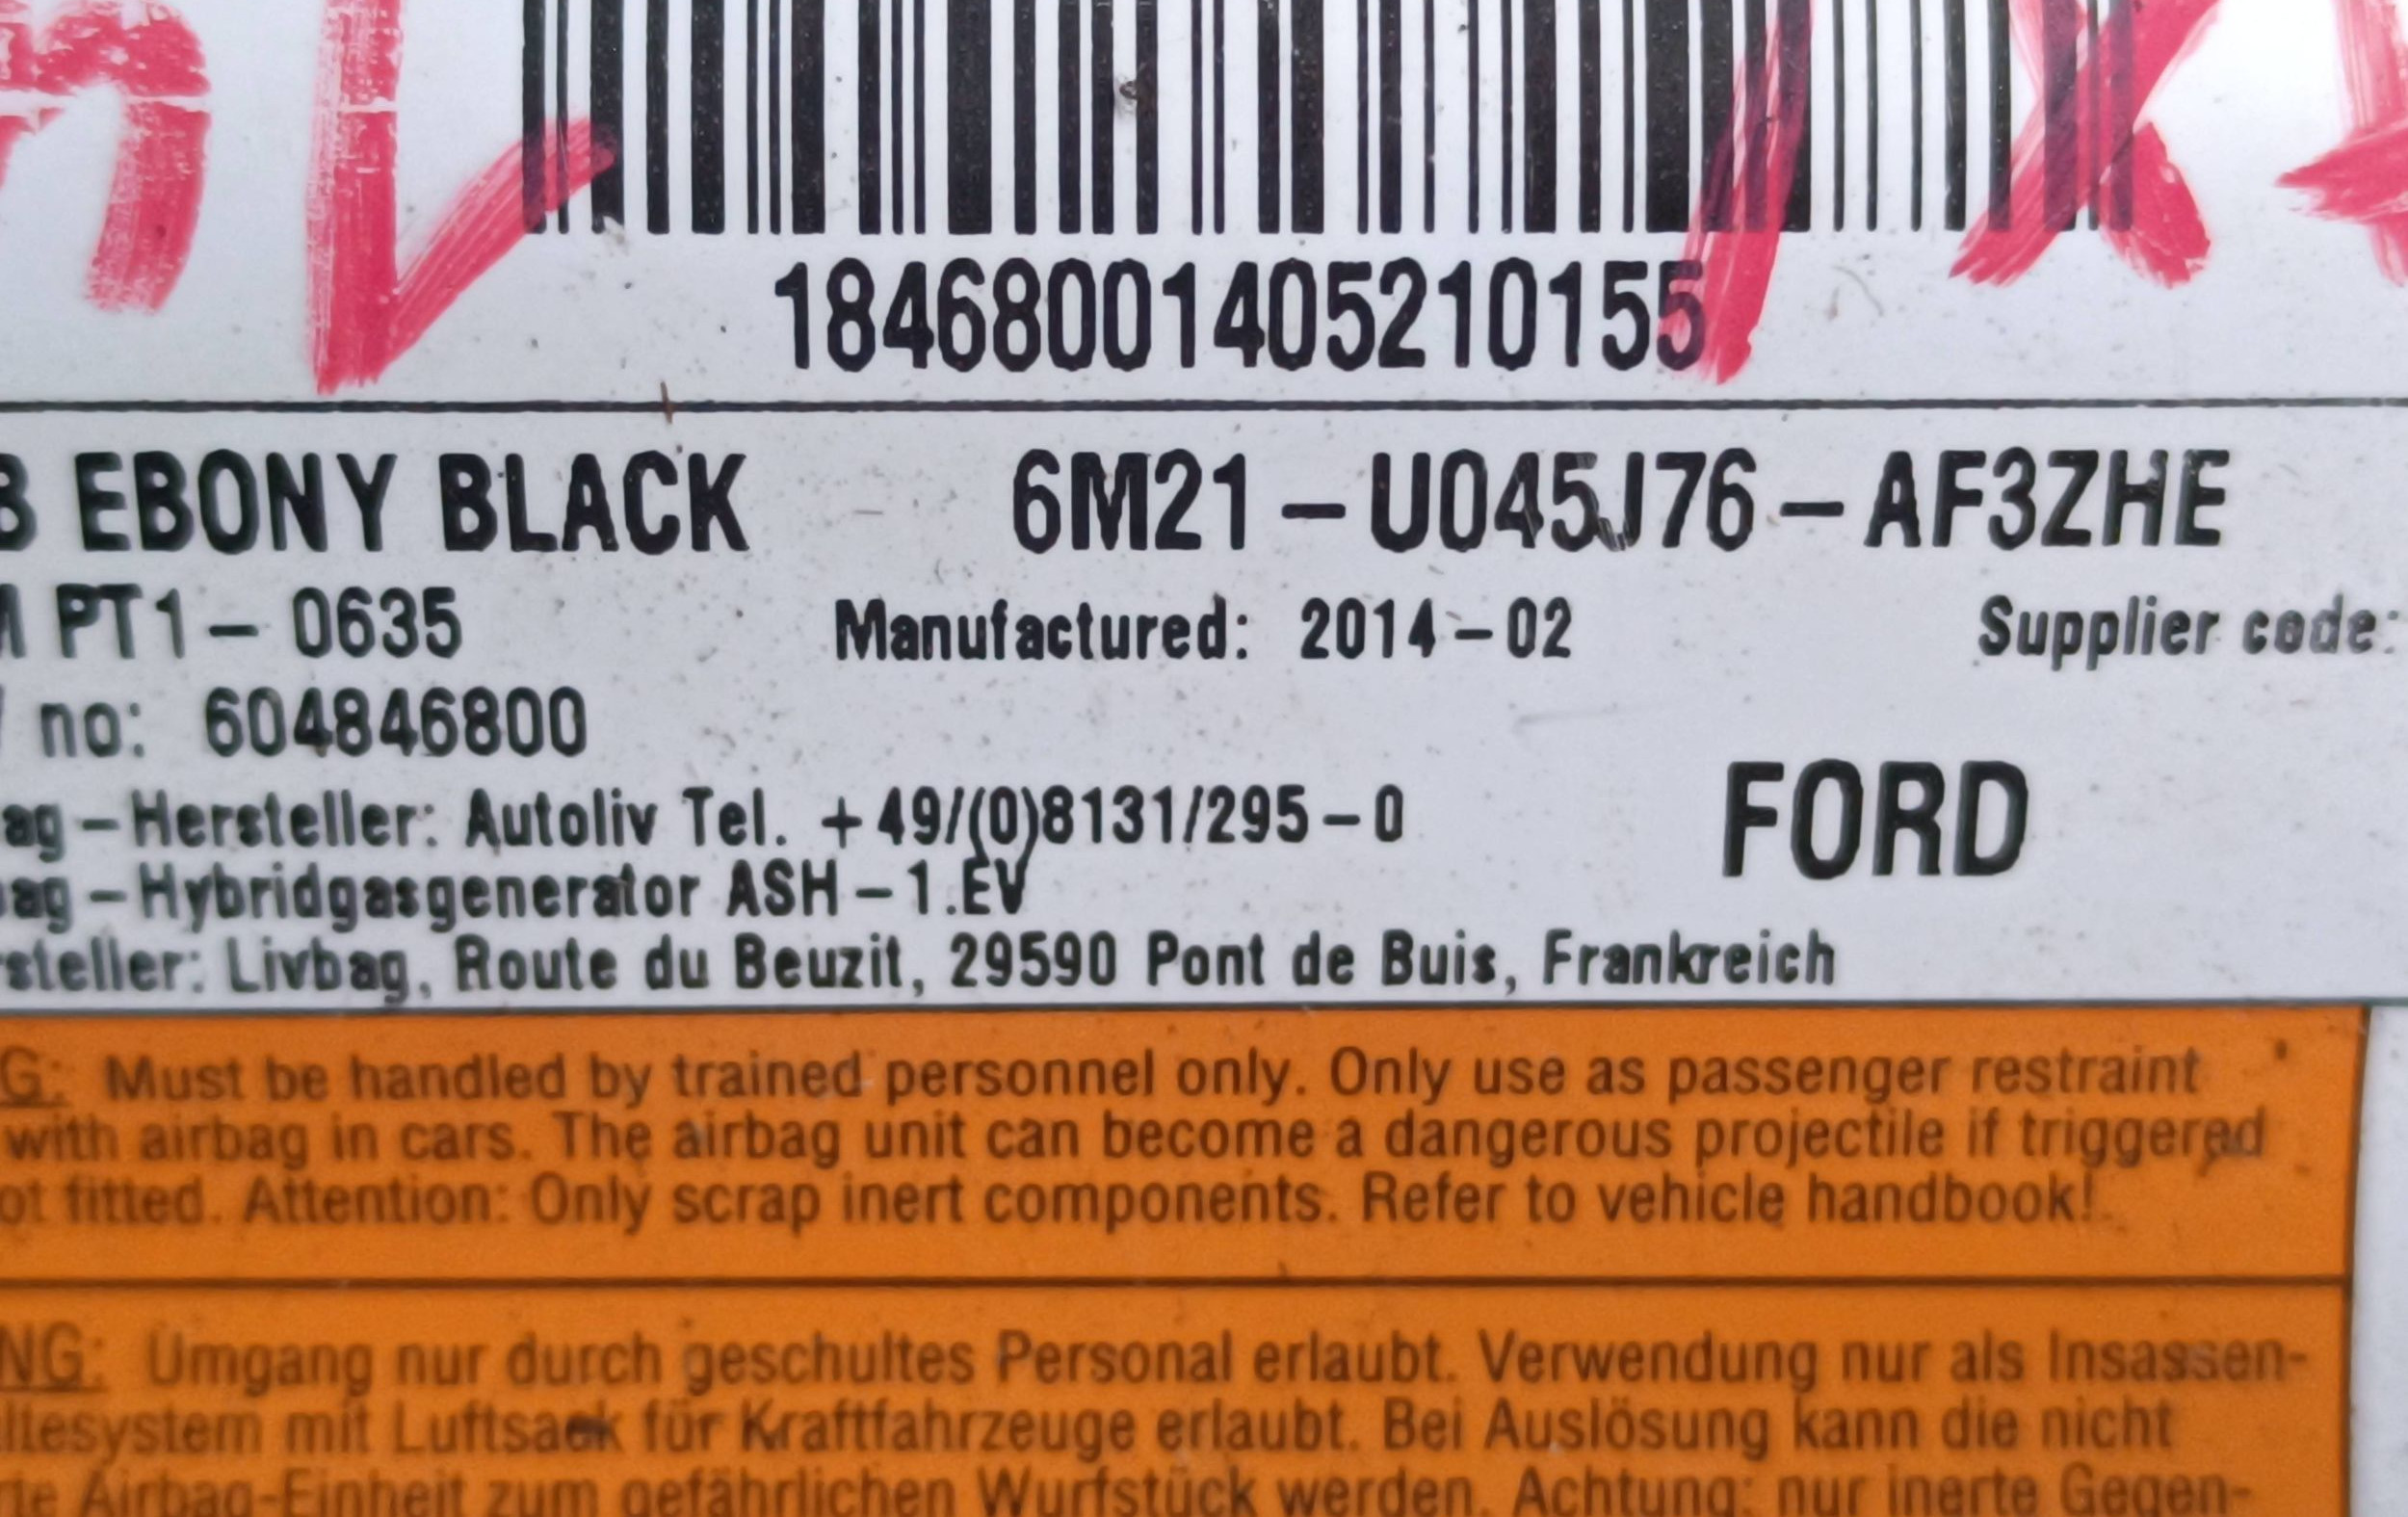 18468001405210155
B EBONY BLACK 6M21-U045J76-AF3ZHE
PT1-0635 Manufactured: 2014-02 Supplier code:
no: 604846800
ag-Hersteller: Autoliv Tel. +49/(0)8131/295-0
FORD
ag-Hybridgasgenerator ASH-1.EV
steller: Livbag, Route du Beuzit, 29590 Pont de Buis, Frankreich
G: Must be handled by trained personnel only. Only use as passenger restraint
with airbag in cars. The airbag unit can become a dangerous projectile if triggered
ot fitted. Attention: Only scrap inert components. Refer to vehicle handbook!
NG: Umgang nur durch geschultes Personal erlaubt. Verwendung nur als Insassen-
ltesystem mit Luftsack für Kraftfahrzeuge erlaubt. Bei Auslösung kann die nicht
rte Airbag-Einheit zum gefährlichen Wurfstück werden. Achtung: nur inerte Gegen-